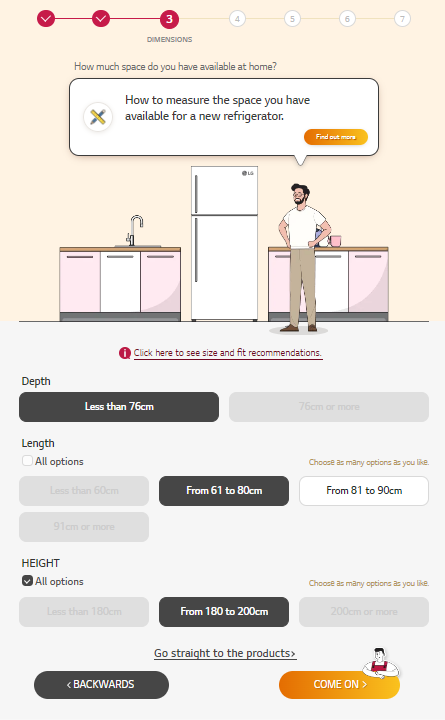 3
4
5
6
7
DIMENSIONS
How much space do you have available at home?
How to measure the space you have
available for a new refrigerator.
Find out more
LG
i
Click here to see size and fit recommendations.
Depth
Less than 76cm
76cm or more
Length
All options
Choose as many options as you like.
Less than 60cm
From 61 to 80cm
From 81 to 90cm
91cm or more
HEIGHT
All options
Choose as many options as you like.
Less than 180cm
From 180 to 200cm
200cm or more
Go straight to the products>
< BACKWARDS
COME ON >